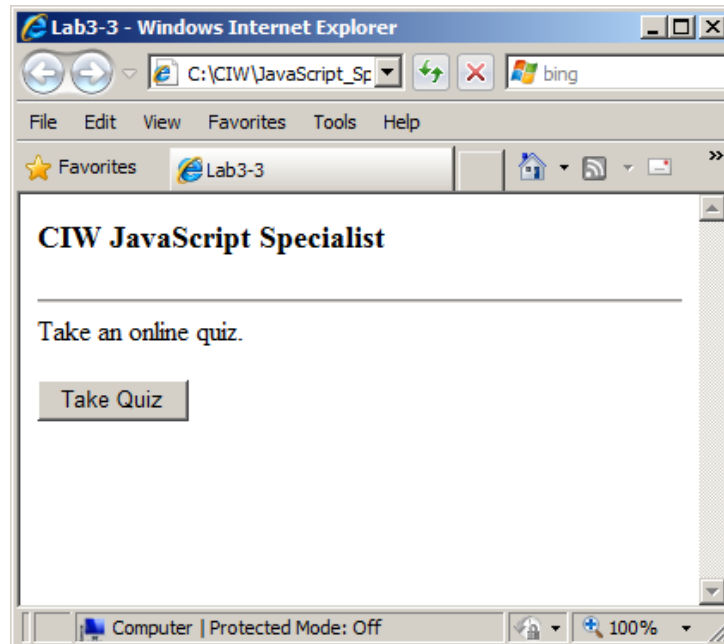 Lab3-3 - Windows Internet Explorer
C:\CIW\JavaScript_Sp
bing
File Edit View Favorites Tools Help
Favorites Lab3-3 »
CIW JavaScript Specialist
Take an online quiz.
Take Quiz
Computer | Protected Mode: Off 100%